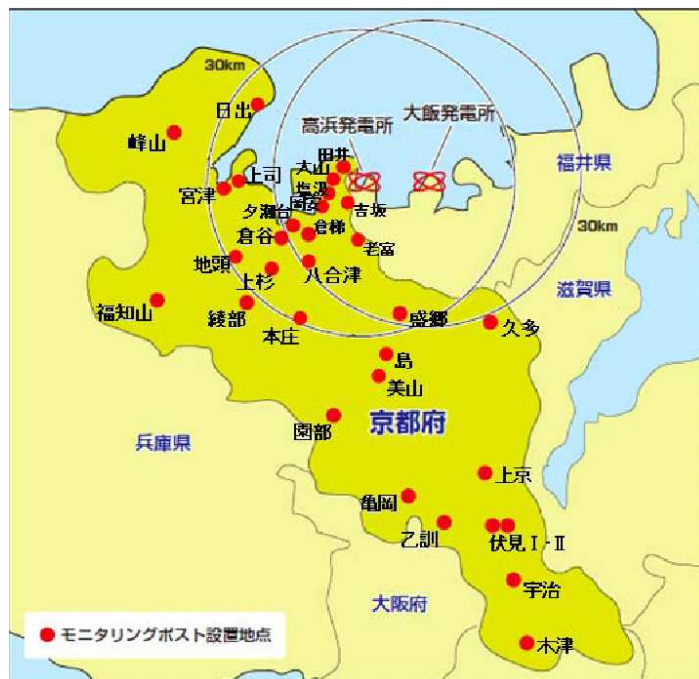 30km
日出
高浜発電所
大飯発電所
峰山
田井
大山
福井県
上司
塩汲
宮津
岡安
吉坂
夕潮台
倉梯
30km
倉谷
老富
地頭
上杉
八合津
滋賀県
福知山
綾部
本庄
盛郷
久多
島
美山
園部
京都府
兵庫県
上京
亀岡
乙訓
伏見Ⅰ・Ⅱ
宇治
大阪府
モニタリングポスト設置地点
木津